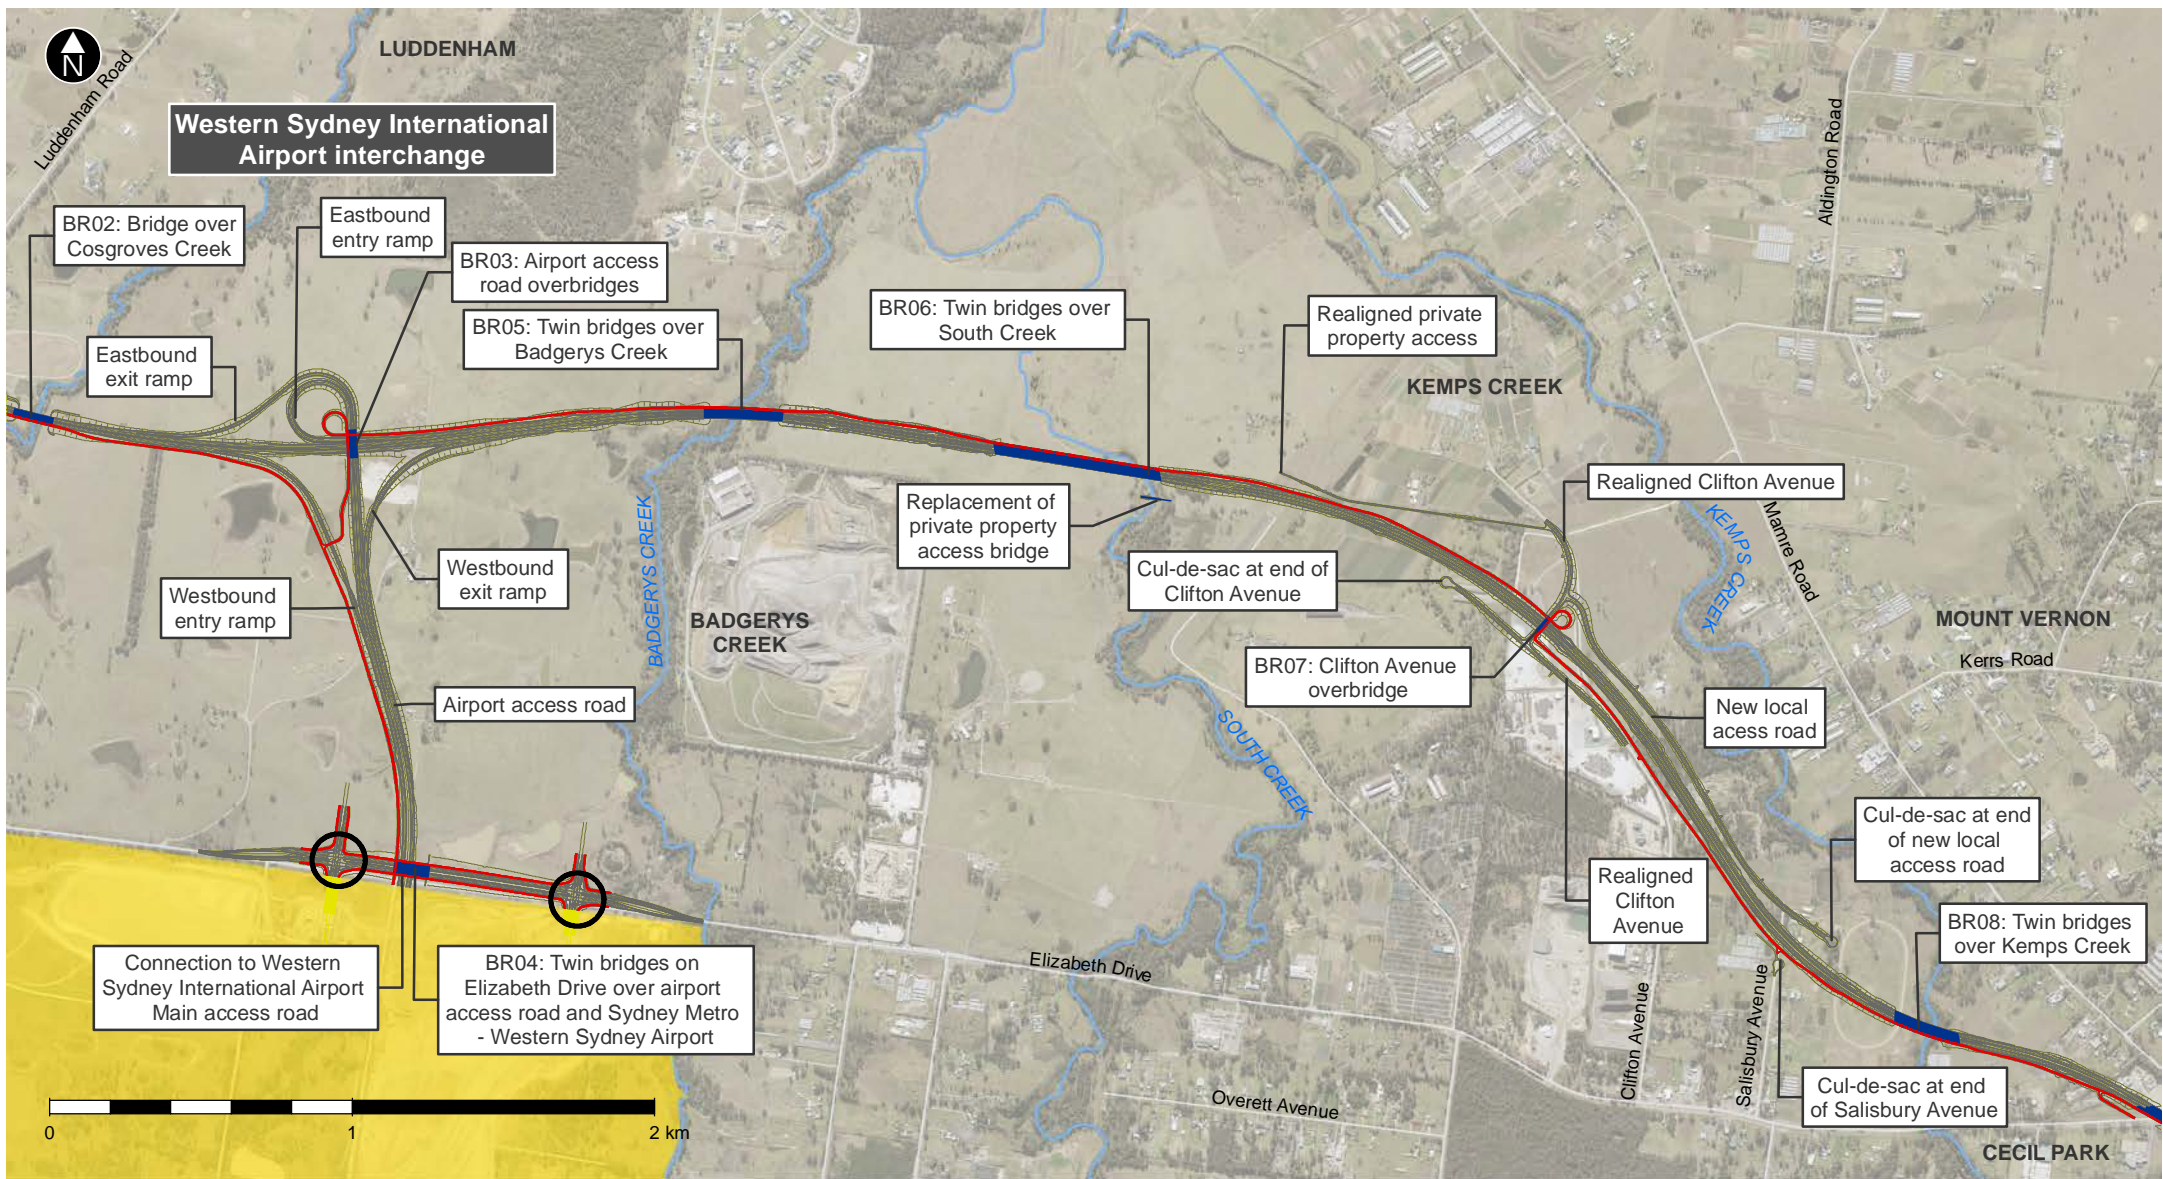 N
LUDDENHAM
Luddenham Road
Western Sydney International
Airport interchange
BR02: Bridge over
Cosgroves Creek
Eastbound
entry ramp
BR03: Airport access
road overbridges
BR05: Twin bridges over
Badgerys Creek
Eastbound
exit ramp
BR06: Twin bridges over
South Creek
Realigned private
property access
Aldington Road
KEMPS CREEK
Realigned Clifton Avenue
Replacement of
private property
access bridge
Cul-de-sac at end of
Clifton Avenue
KEMPS CREEK
Mamre Road
MOUNT VERNON
Kerrs Road
Westbound
entry ramp
Westbound
exit ramp
BADGERYS CREEK
BADGERYS
CREEK
BR07: Clifton Avenue
overbridge
Airport access road
SOUTH CREEK
New local
acess road
Cul-de-sac at end
of new local
access road
Realigned
Clifton
Avenue
BR08: Twin bridges
over Kemps Creek
Connection to Western
Sydney International Airport
Main access road
BR04: Twin bridges on
Elizabeth Drive over airport
access road and Sydney Metro
- Western Sydney Airport
Elizabeth Drive
Clifton Avenue
Salisbury Avenue
Overett Avenue
Cul-de-sac at end
of Salisbury Avenue
CECIL PARK
0 1 2 km